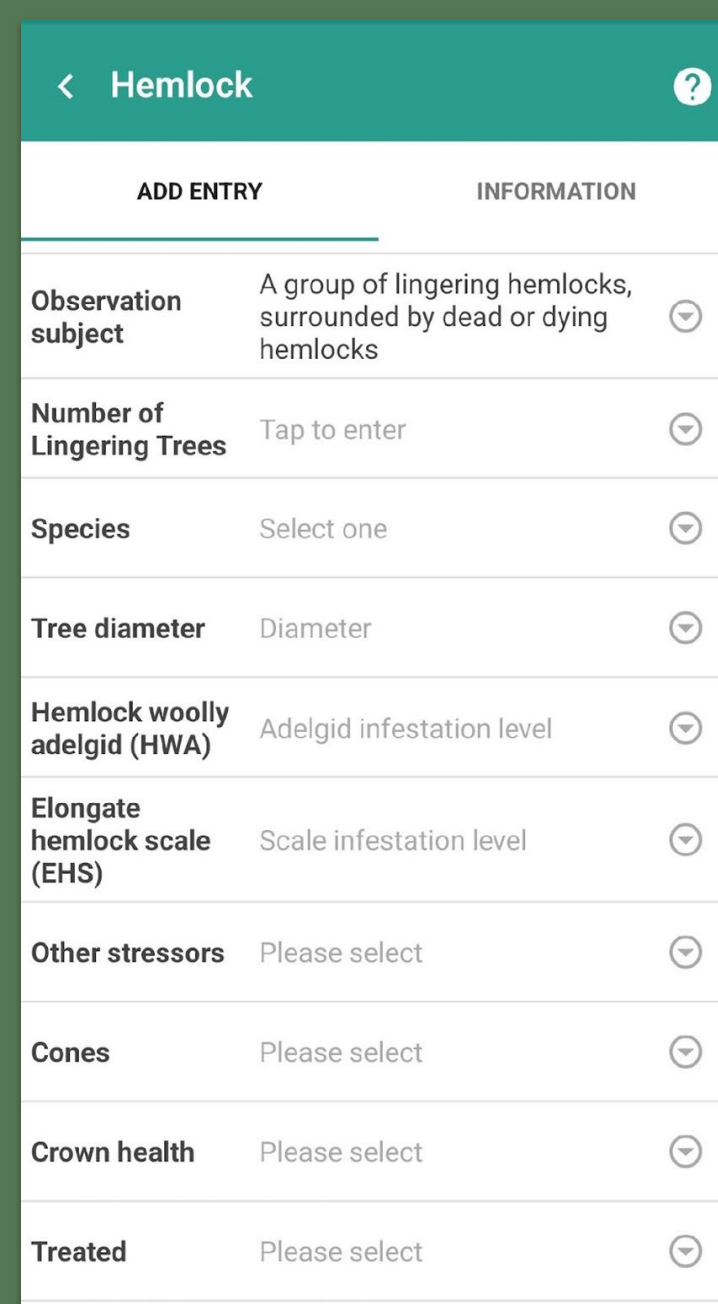 Hemlock
?
ADD ENTRY
INFORMATION
Observation
subject
A group of lingering hemlocks,
surrounded by dead or dying
hemlocks
Number of
Lingering Trees
Tap to enter
Species
Select one
Tree diameter
Diameter
Hemlock woolly
adelgid (HWA)
Adelgid infestation level
Elongate
hemlock scale
(EHS)
Scale infestation level
Other stressors
Please select
Cones
Please select
Crown health
Please select
Treated
Please select